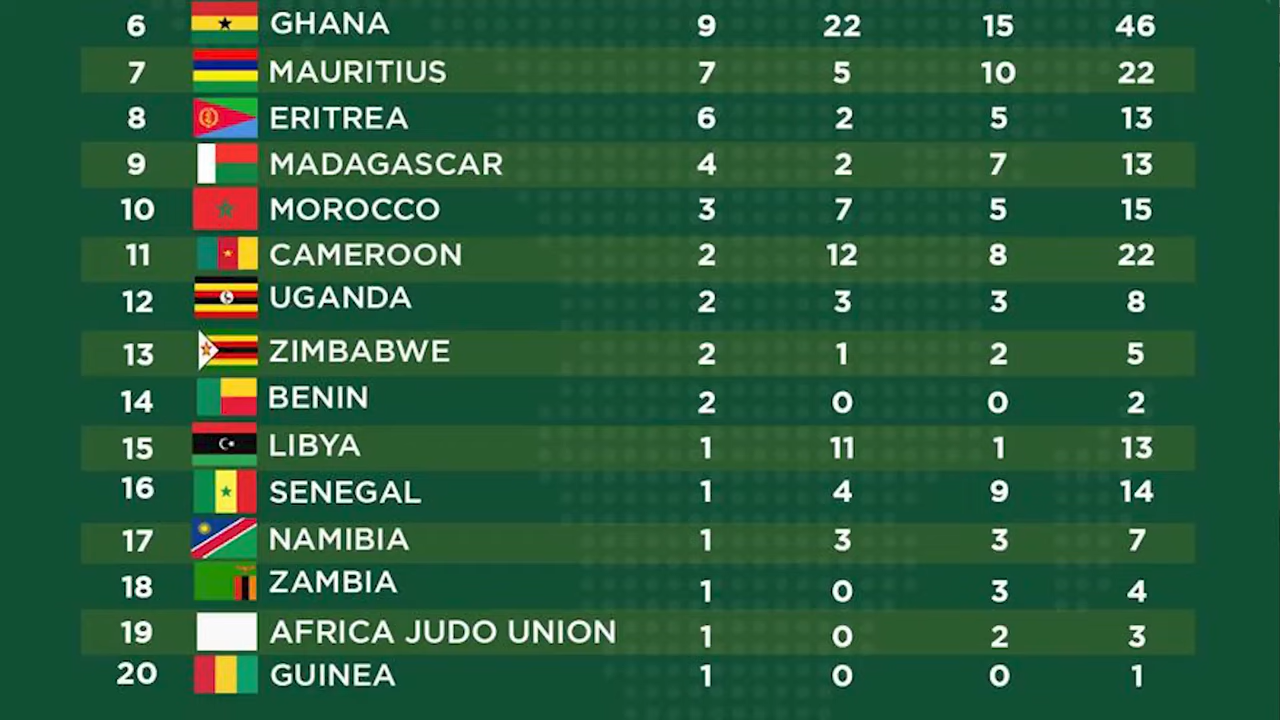 6 GHANA 9 22 15 46
7 MAURITIUS 7 5 10 22
8 ERITREA 6 2 5 13
9 MADAGASCAR 4 2 7 13
10 MOROCCO 3 7 5 15
11 CAMEROON 2 12 8 22
12 UGANDA 2 3 3 8
13 ZIMBABWE 2 1 2 5
14 BENIN 2 0 0 2
15 LIBYA 1 11 1 13
16 SENEGAL 1 4 9 14
17 NAMIBIA 1 3 3 7
18 ZAMBIA 1 0 3 4
19 AFRICA JUDO UNION 1 0 2 3
20 GUINEA 1 0 0 1